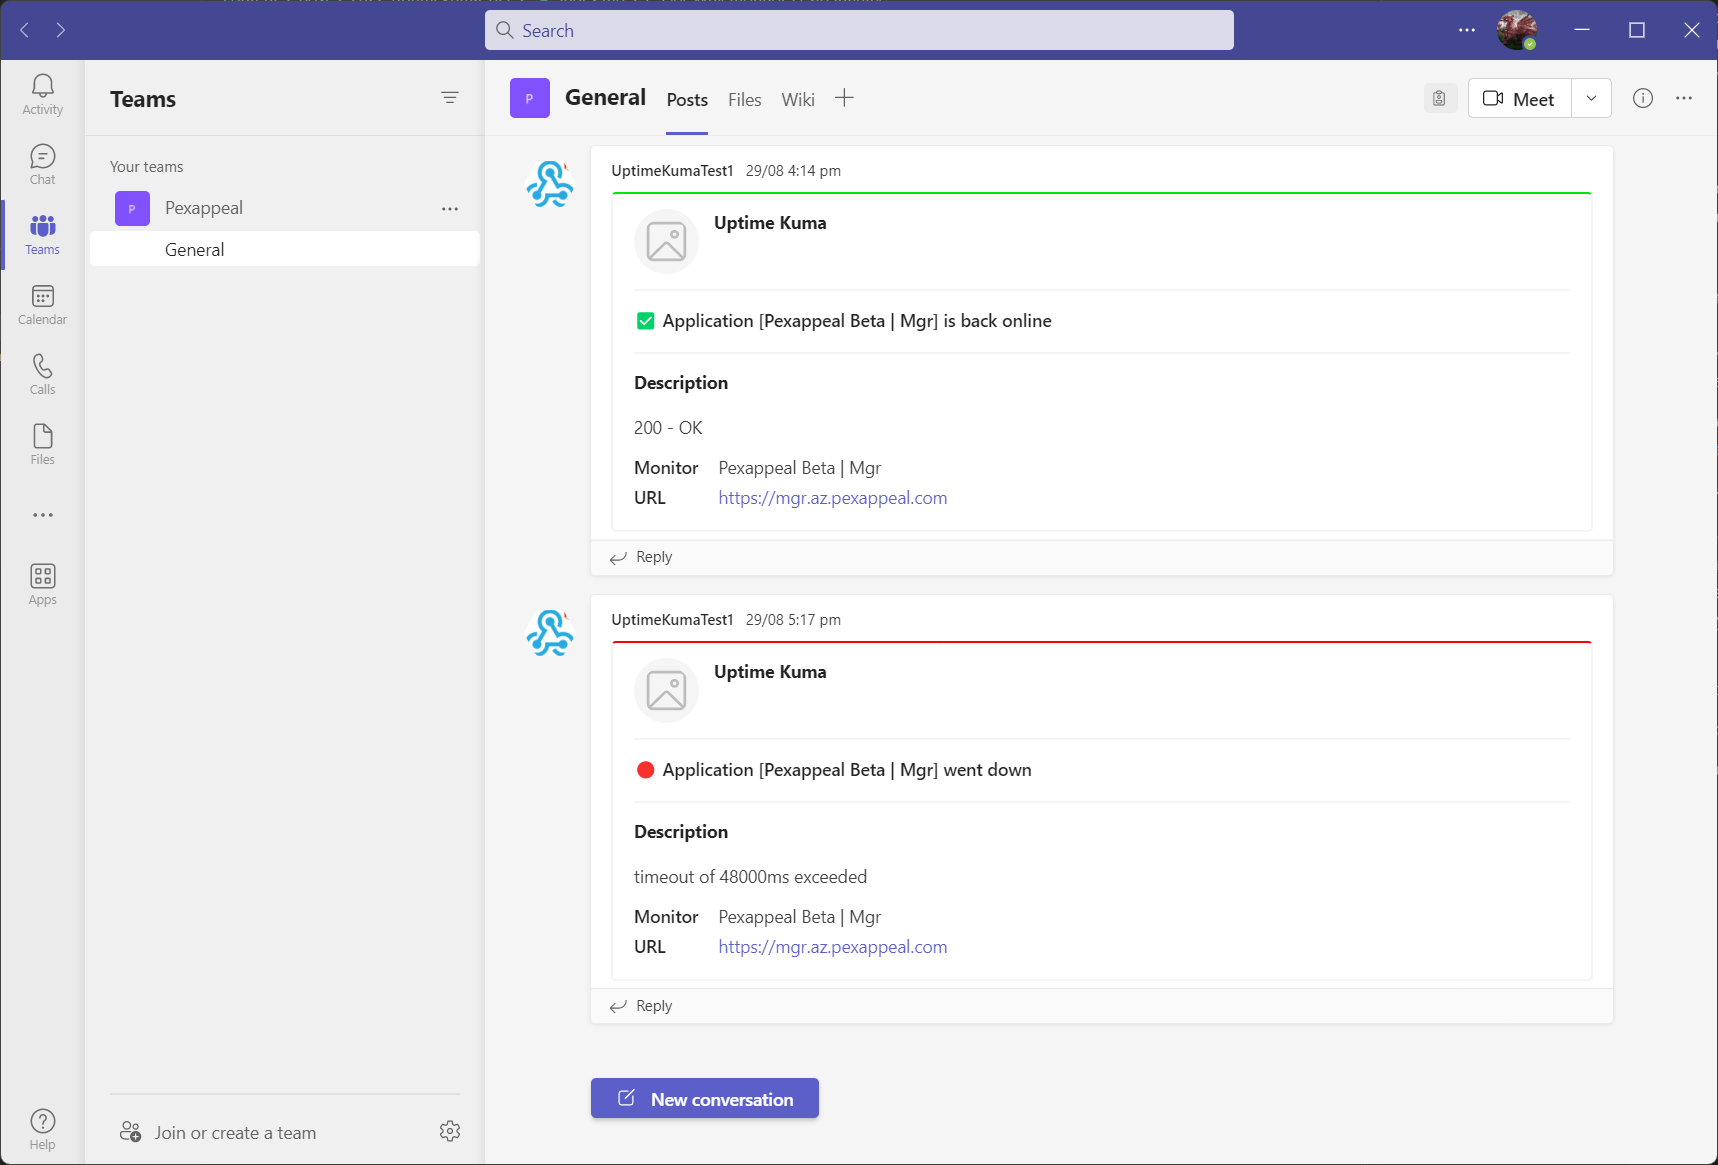 Search
Activity
Chat
Teams
Calendar
Calls
Files
Apps
Help
Teams
Your teams
P
Pexappeal
General
Join or create a team
P
General
Posts
Files
Wiki
Meet
UptimeKumaTest1 29/08 4:14 pm
Uptime Kuma
Application [Pexappeal Beta | Mgr] is back online
Description
200 - OK
Monitor Pexappeal Beta | Mgr
URL https://mgr.az.pexappeal.com
Reply
UptimeKumaTest1 29/08 5:17 pm
Uptime Kuma
Application [Pexappeal Beta | Mgr] went down
Description
timeout of 48000ms exceeded
Monitor Pexappeal Beta | Mgr
URL https://mgr.az.pexappeal.com
Reply
New conversation